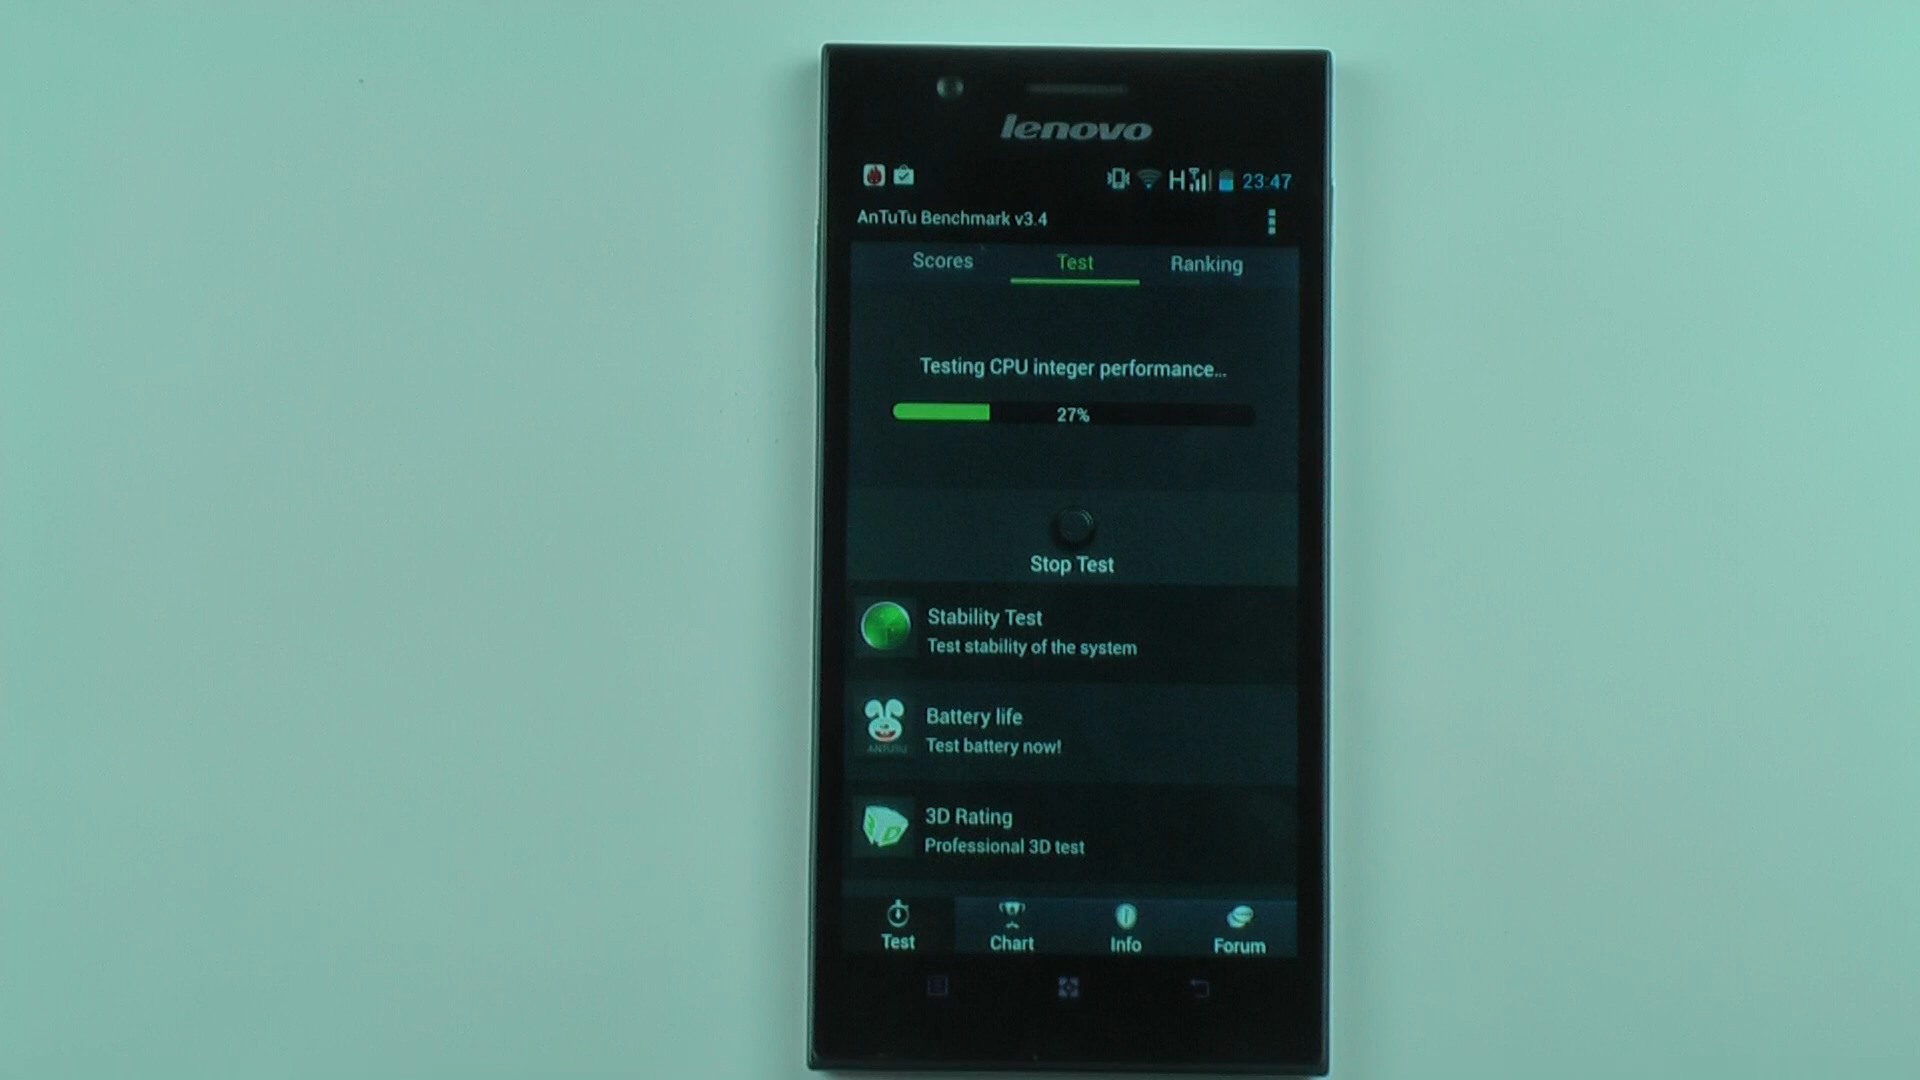 lenovo
H 23:47
AnTuTu Benchmark v3.4
Scores Test Ranking
Testing CPU integer performance...
27%
Stop Test
Stability Test
Test stability of the system
Battery life
Test battery now!
ANTUTU
3D Rating
Professional 3D test
Test Chart Info Forum